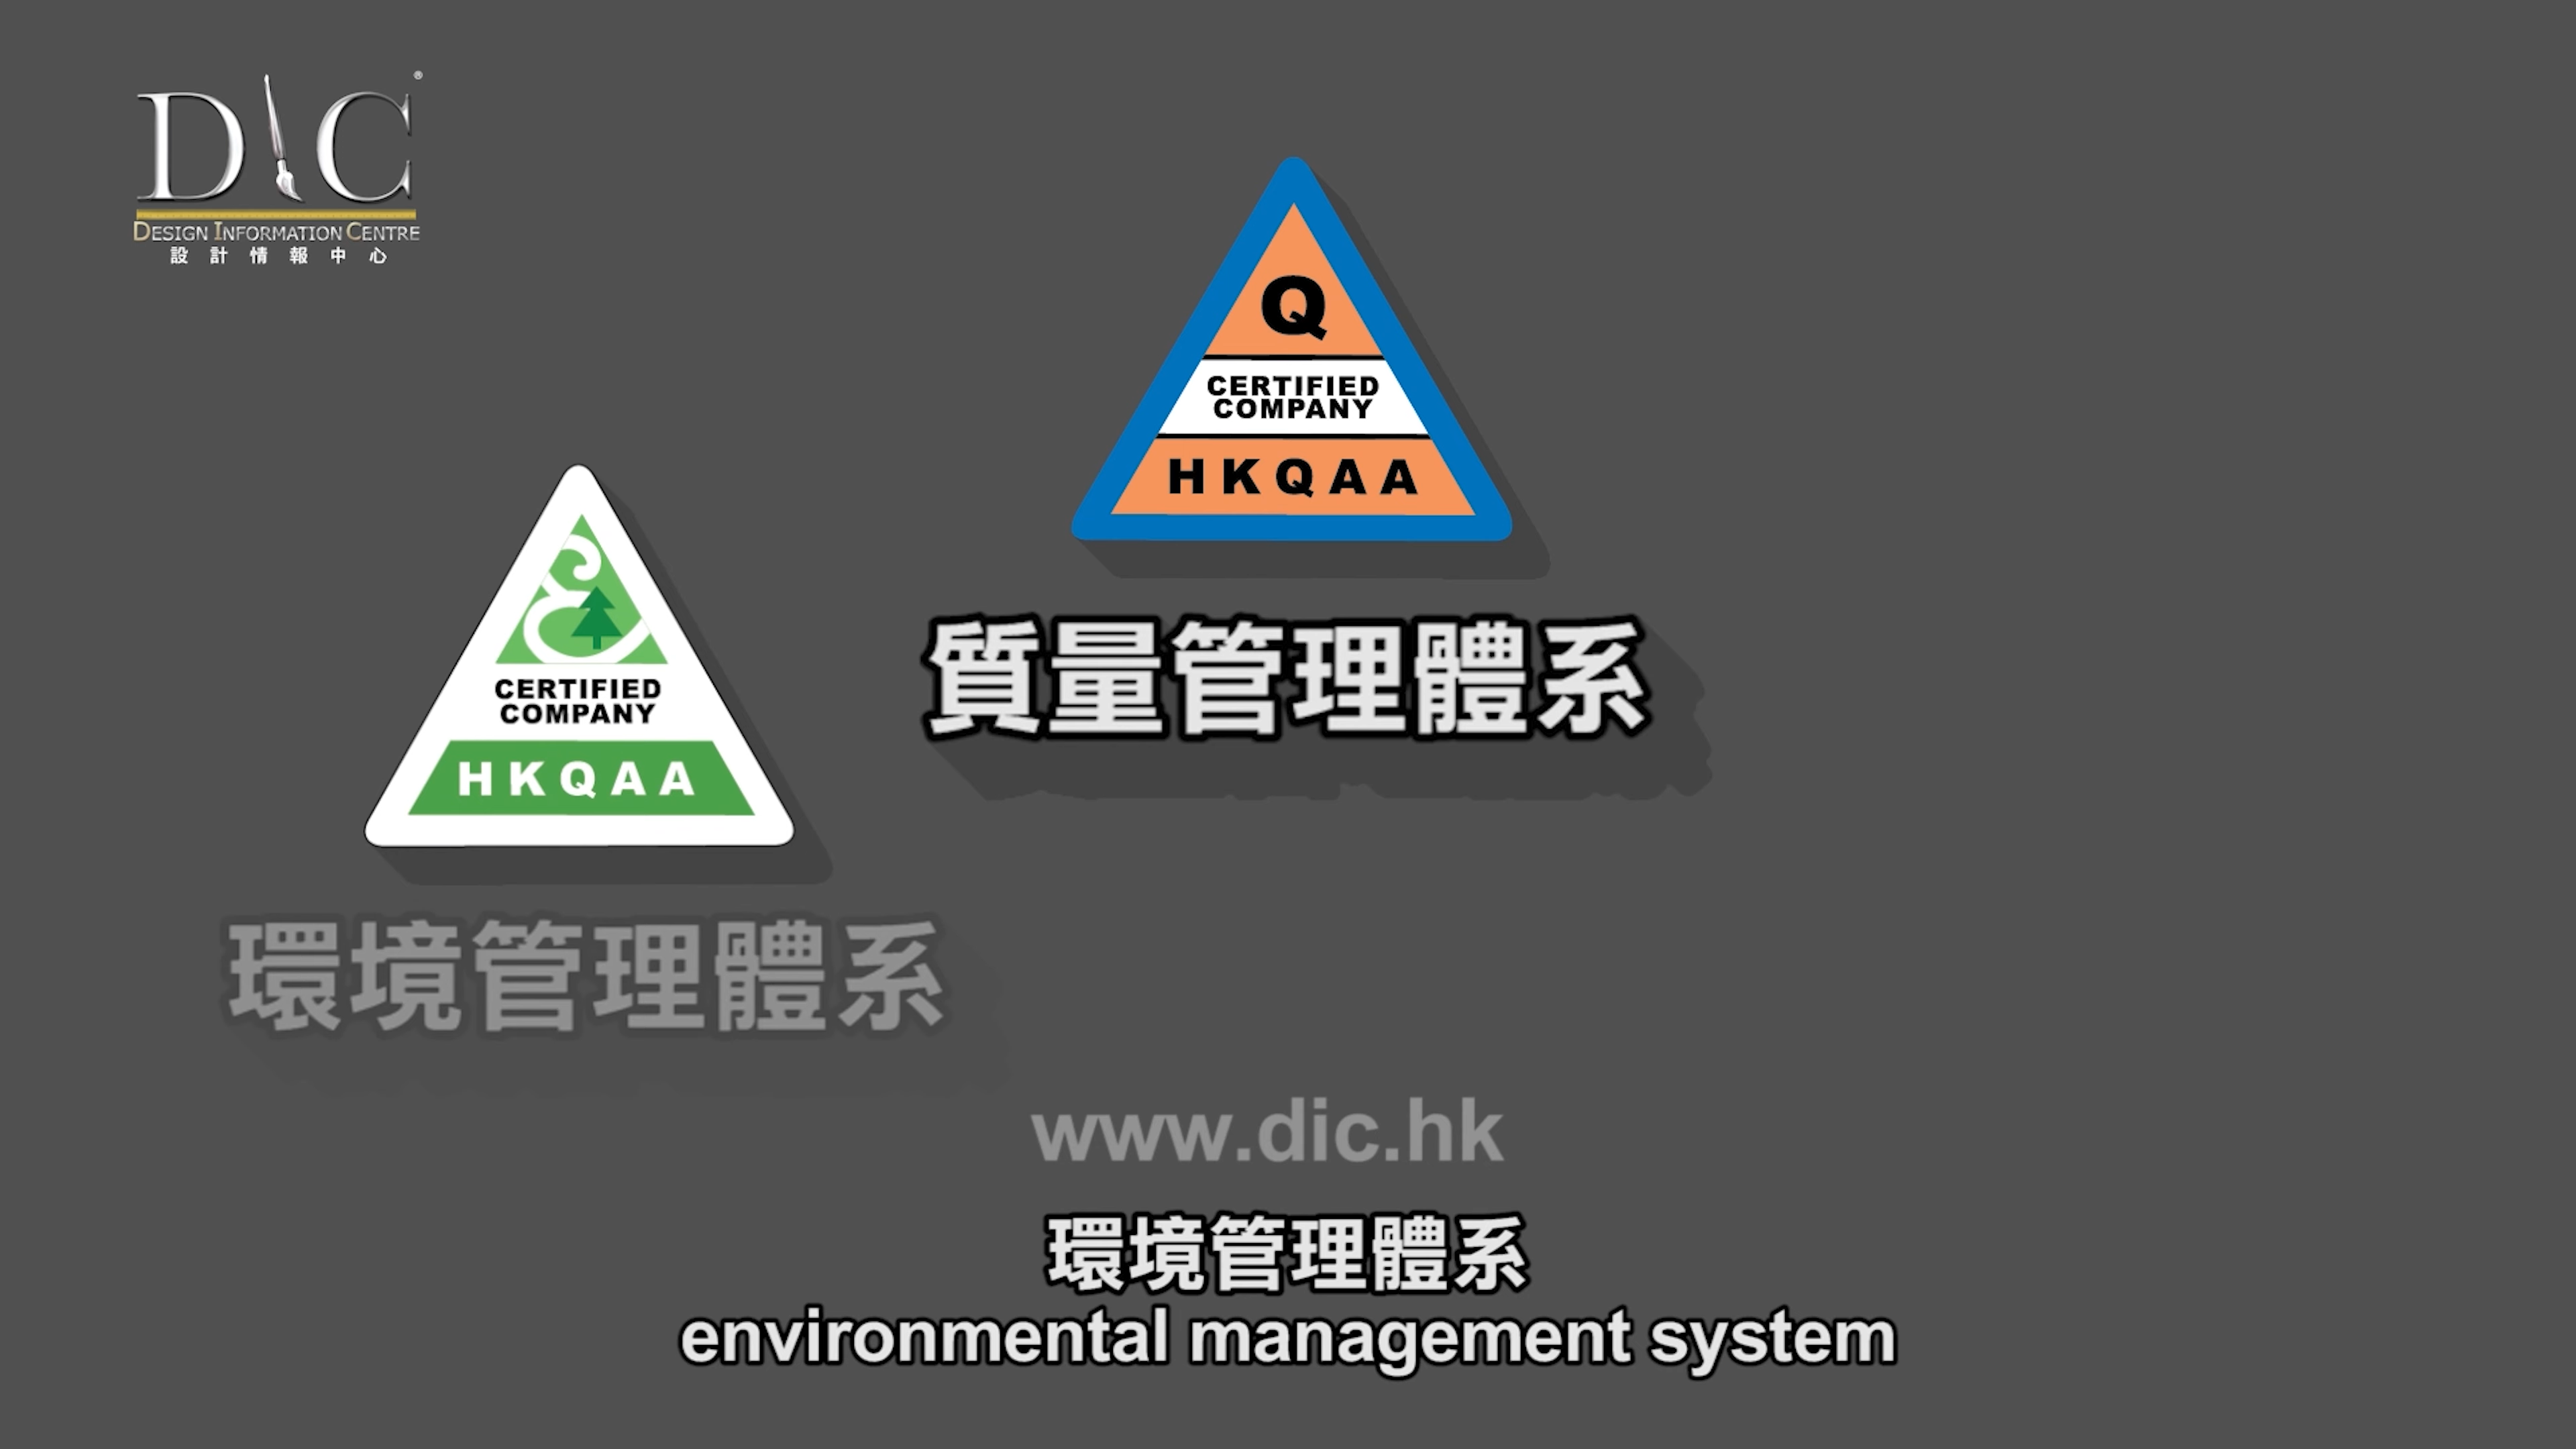 DIC®
DESIGN INFORMATION CENTRE
設計情報中心
Q
CERTIFIED
COMPANY
HKQAA
質量管理體系
E
CERTIFIED
COMPANY
HKQAA
環境管理體系
www.dic.hk
環境管理體系
environmental management system